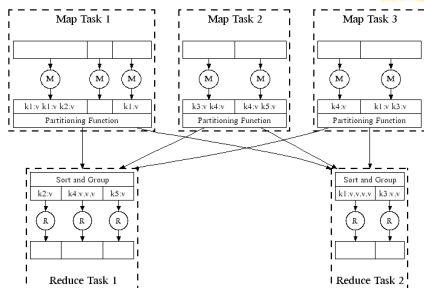 Map Task 1 Map Task 2 Map Task 3
M M M M M M M
k1:v k1:v k2:v k1:v k3:v k4:v k4:v k5:v k4:v k1:v k3:v
Partitioning Function Partitioning Function Partitioning Function
Sort and Group Sort and Group
k2:v k4:v,v,v k5:v k1:v,v,v,v k3:v,v
R R R R R
Reduce Task 1 Reduce Task 2